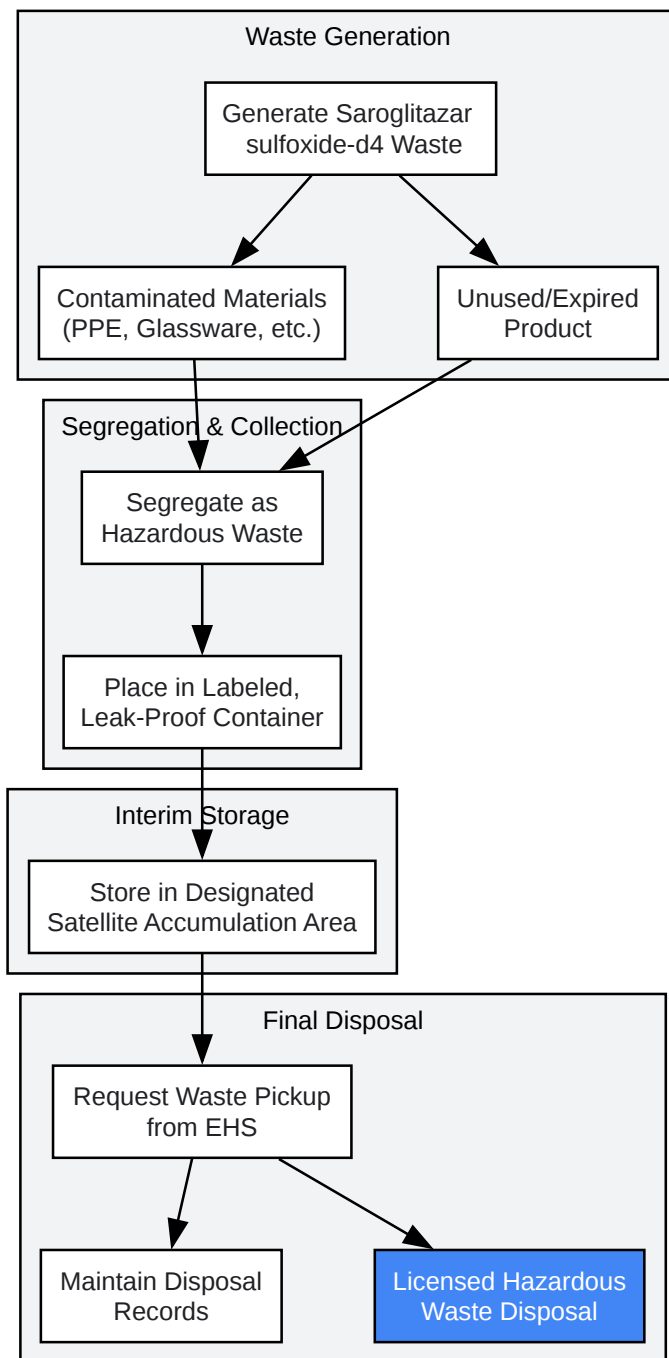 Waste Generation
Generate Saroglitazar
sulfoxide-d4 Waste
Contaminated Materials
(PPE, Glassware, etc.)
Unused/Expired
Product
Segregation & Collection
Segregate as
Hazardous Waste
Place in Labeled,
Leak-Proof Container
Interim Storage
Store in Designated
Satellite Accumulation Area
Final Disposal
Request Waste Pickup
from EHS
Maintain Disposal
Records
Licensed Hazardous
Waste Disposal